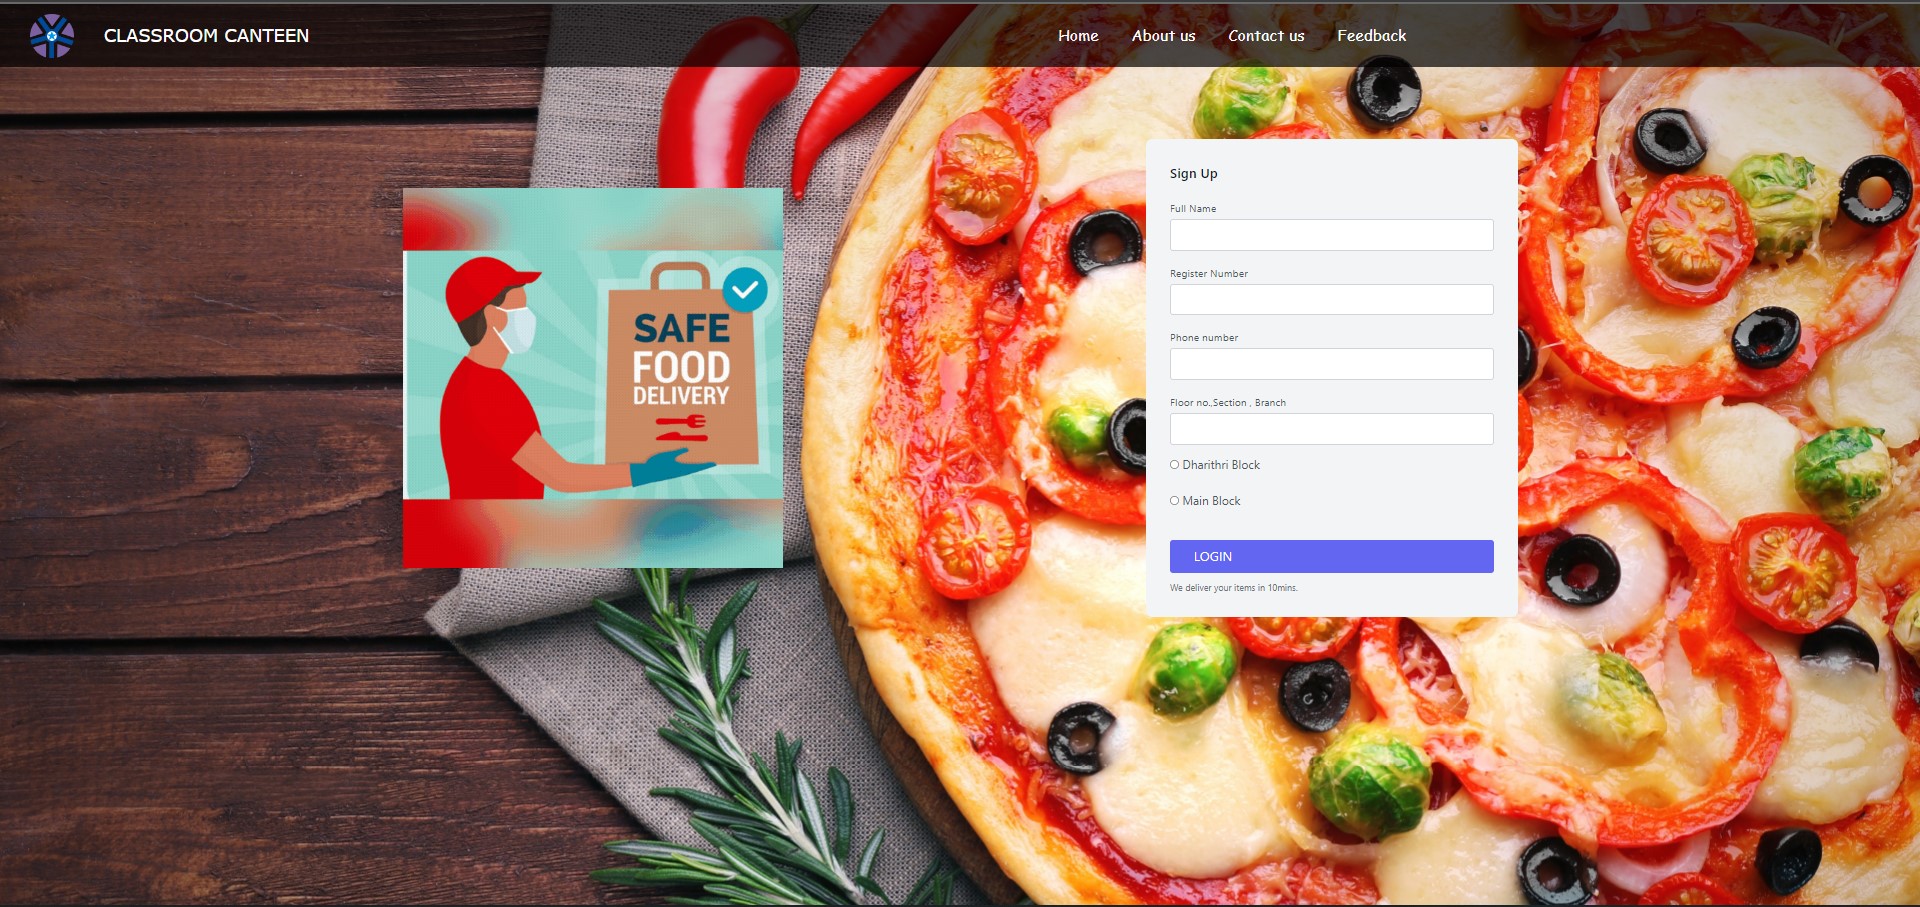 CLASSROOM CANTEEN
Home About us Contact us Feedback
SAFE
FOOD
DELIVERY
Sign Up
Full Name
Register Number
Phone number
Floor no.,Section , Branch
Dharithri Block
Main Block
LOGIN
We deliver your items in 10mins.